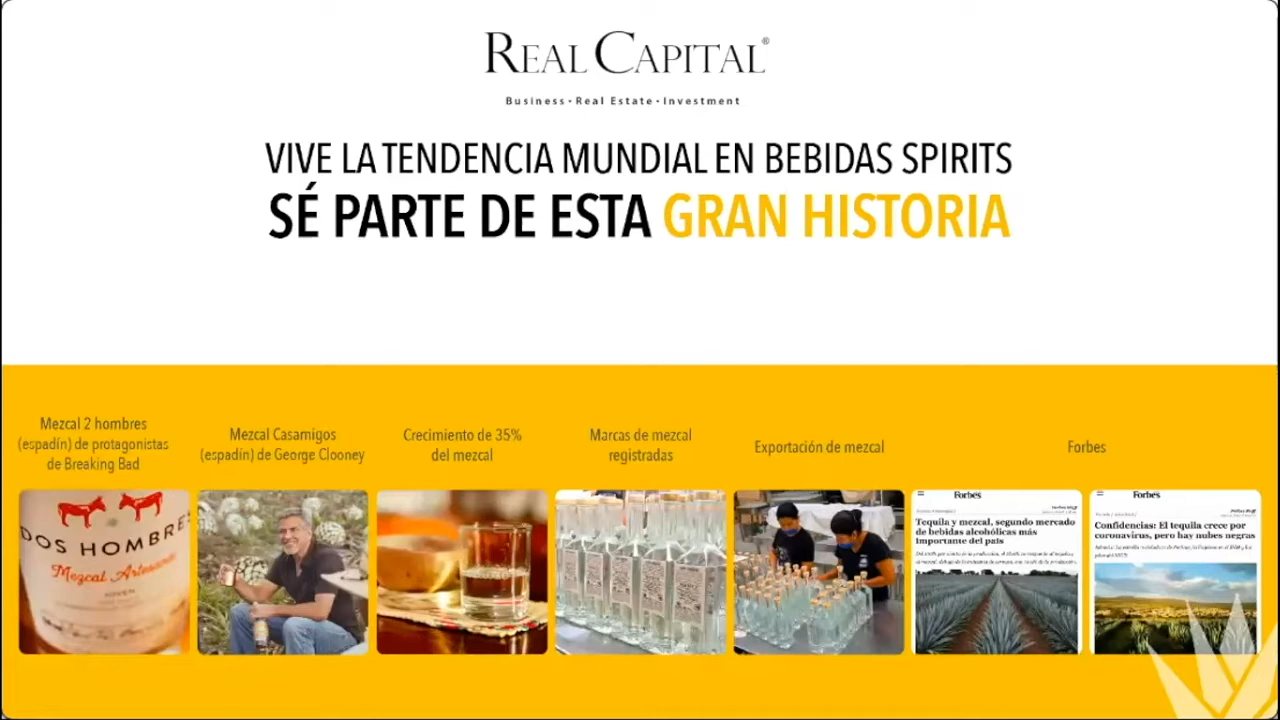 REAL CAPITAL®
Business • Real Estate • Investment
VIVE LA TENDENCIA MUNDIAL EN BEBIDAS SPIRITS
SÉ PARTE DE ESTA GRAN HISTORIA
Mezcal 2 hombres
(espadín) de protagonistas
de Breaking Bad
Mezcal Casamigos
(espadín) de George Clooney
Crecimiento de 35%
del mezcal
Marcas de mezcal
registradas
Exportación de mezcal
Forbes
DOS HOMBRES
Mezcal Artesanal
JOVEN
Forbes
Tequila y mezcal, segundo mercado
de bebidas alcohólicas más
importante del país
Forbes
Confidencias: El tequila crece por
coronavirus, pero hay nubes negras